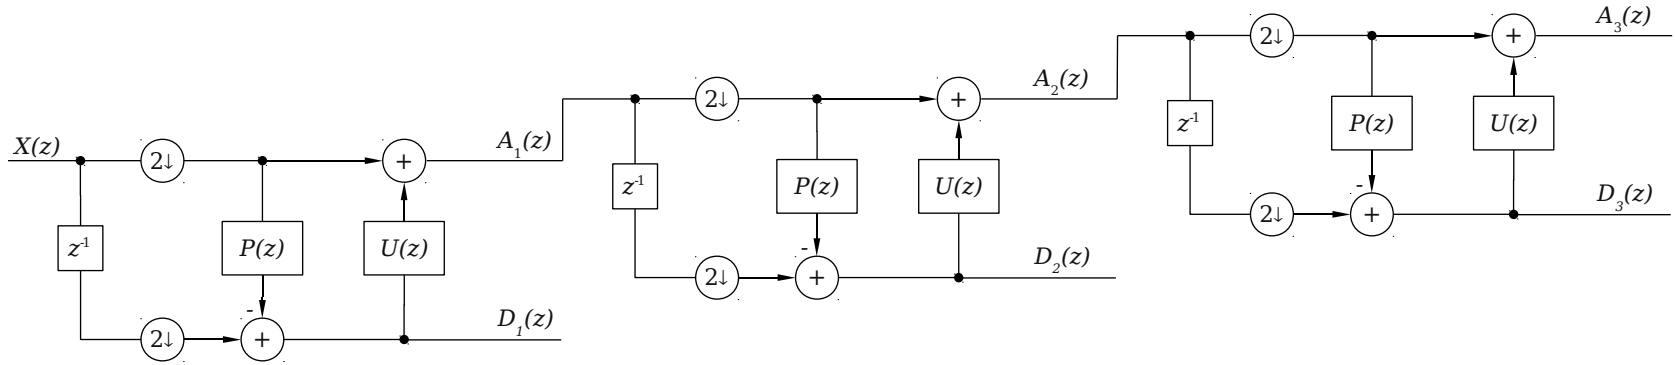 X(z) 2↓ + A₁(z)
z⁻¹ P(z) U(z)
-
2↓ + D₁(z)
2↓ + A₂(z)
z⁻¹ P(z) U(z)
-
2↓ + D₂(z)
2↓ + A₃(z)
z⁻¹ P(z) U(z)
-
2↓ + D₃(z)